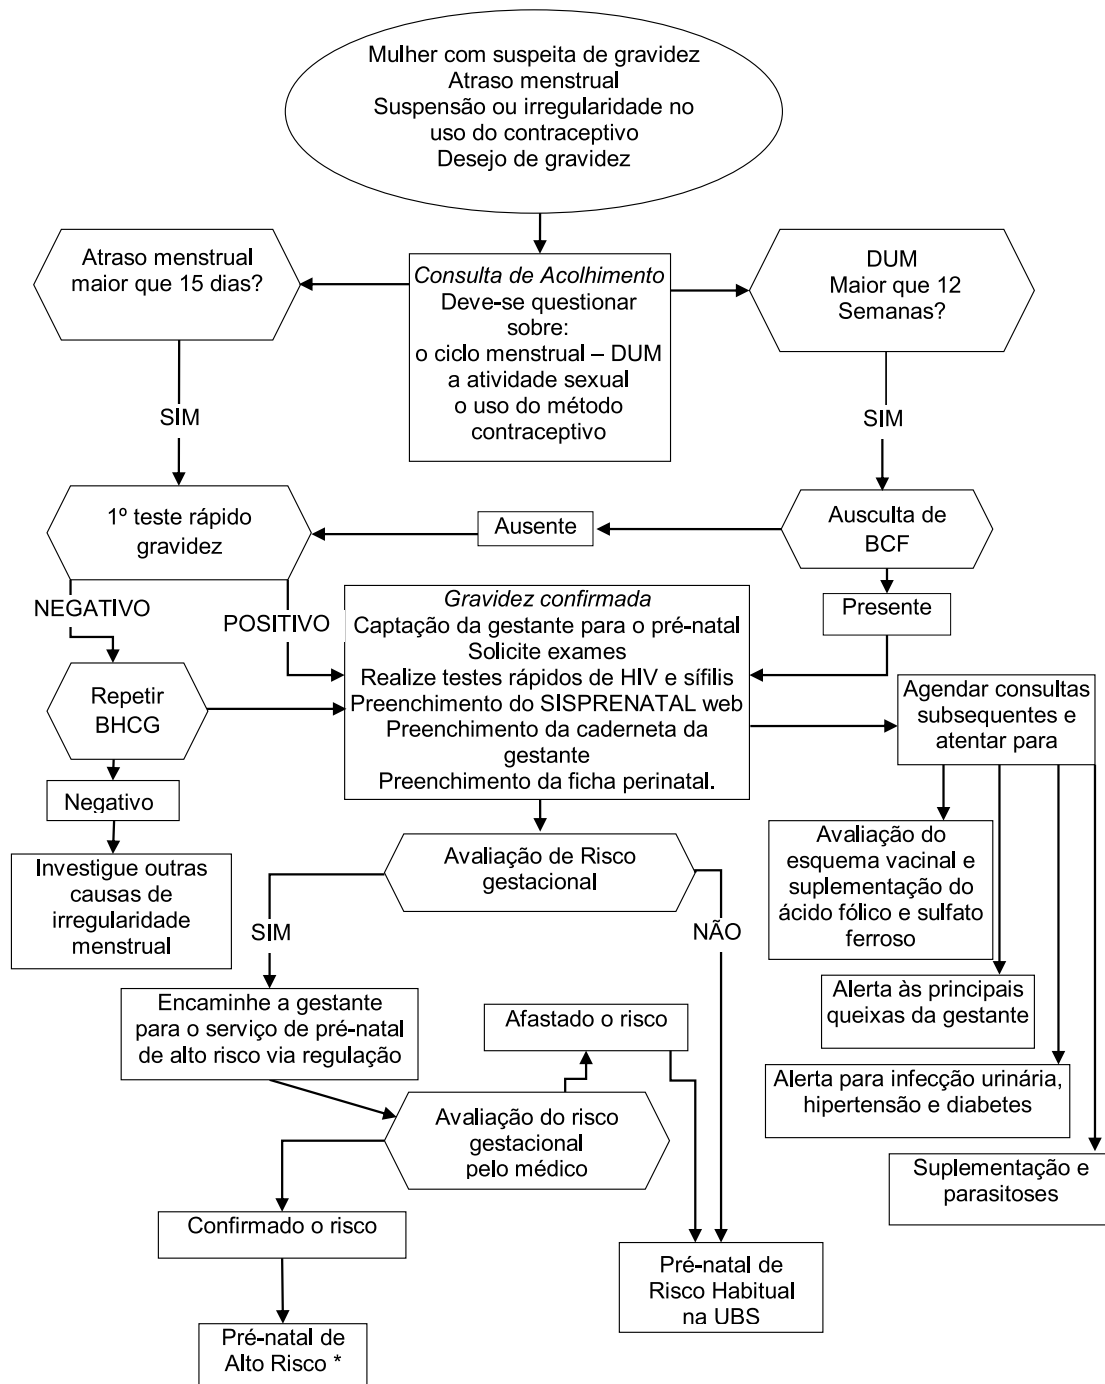 Mulher com suspeita de gravidez
Atraso menstrual
Suspensão ou irregularidade no
uso do contraceptivo
Desejo de gravidez
Atraso menstrual
maior que 15 dias?
Consulta de Acolhimento
Deve-se questionar
sobre:
o ciclo menstrual – DUM
a atividade sexual
o uso do método
contraceptivo
DUM
Maior que 12
Semanas?
SIM
SIM
1º teste rápido
gravidez
Ausente
Ausculta de
BCF
NEGATIVO
POSITIVO
Presente
Gravidez confirmada
Captação da gestante para o pré-natal
Solicite exames
Realize testes rápidos de HIV e sífilis
Preenchimento do SISPRENATAL web
Preenchimento da caderneta da
gestante
Preenchimento da ficha perinatal.
Repetir
BHCG
Agendar consultas
subsequentes e
atentar para
Negativo
Investigue outras
causas de
irregularidade
menstrual
Avaliação de Risco
gestacional
Avaliação do
esquema vacinal e
suplementação do
ácido fólico e sulfato
ferroso
SIM
NÃO
Encaminhe a gestante
para o serviço de pré-natal
de alto risco via regulação
Afastado o risco
Alerta às principais
queixas da gestante
Alerta para infecção urinária,
hipertensão e diabetes
Avaliação do risco
gestacional
pelo médico
Suplementação e
parasitoses
Confirmado o risco
Pré-natal de
Risco Habitual
na UBS
Pré-natal de
Alto Risco *